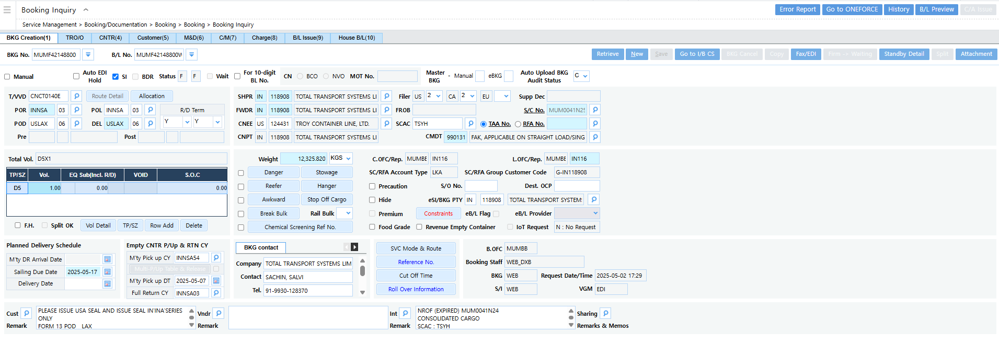 Booking Inquiry
Error Report Go to ONEFORCE History B/L Preview C/A Issue
Service Management > Booking/Documentation > Booking > Booking > Booking Inquiry
BKG Creation(1) TRO/O CNTR(4) Customer(5) M&D(6) C/M(7) Charge(8) B/L Issue(9) House B/L(10)
BKG No. MUMF42148800 B/L No. MUMF42148800 Retrieve New Save Go to I/B CS BKG Cancel Copy Fax/EDI Firm -> Waiting Standby Detail Split Attachment
Manual Auto EDI Hold SI BDR Status F F Wait For 10-digit BL No. CN BCO NVO MOT No. Master BKG - Manual eBKG Auto Upload BKG Audit Status C
T/VVD CNCT0140E Route Detail Allocation SHPR IN 118908 TOTAL TRANSPORT SYSTEMS LI Filer US 2 CA 2 EU Supp Dec
POR INNSA 03 POL INNSA 03 R/D Term FWDR IN 118908 TOTAL TRANSPORT SYSTEMS LI FROB S/C No. MUM0041N25
POD USLAX 06 DEL USLAX 06 Y Y CNEE US 124431 TROY CONTAINER LINE, LTD. SCAC TSYH TAA No. RFA No.
Pre Post CNPT IN 118908 TOTAL TRANSPORT SYSTEMS LI CMDT 990131 FAK, APPLICABLE ON STRAIGHT LOAD/SING
Total Vol. D5X1 Weight 12,325.820 KGS C.OFC/Rep. MUMBE IN116 L.OFC/Rep. MUMBE IN116
TP/SZ Vol. EQ Sub(Incl. R/D) VOID S.O.C Danger Stowage SC/RFA Account Type LKA SC/RFA Group Customer Code G-IN118908
D5 1.00 0.00 0.00 Reefer Hanger Precaution S/O No. Dest. OCP
Awkward Stop Off Cargo Hide eSI/BKG PTY IN 118908 TOTAL TRANSPORT SYSTEM
Break Bulk Rail Bulk Premium Constraints eB/L Flag eB/L Provider
F.H. Split OK Vol Detail TP/SZ Row Add Delete Chemical Screening Ref No. Food Grade Revenue Empty Container IoT Request N : No Request
Planned Delivery Schedule Empty CNTR P/Up & RTN CY BKG contact SVC Mode & Route B.OFC MUMBB
M'ty DR Arrival Date M'ty Pick up CY INNSA54 Company TOTAL TRANSPORT SYSTEMS LIM Reference No. Booking Staff WEB_DXB
Sailing Due Date 2025-05-17 Multi-P/Up Table & Release Contact SACHIN, SALVI Cut Off Time BKG WEB Request Date/Time 2025-05-02 17:29
Delivery Date M'ty Pick up DT 2025-05-07 Tel. 91-9930-128370 Roll Over Information S/I WEB VGM EDI
Full Return CY INNSA03
Cust Remark PLEASE ISSUE USA SEAL AND ISSUE SEAL IN'INA'SERIES
ONLY
FORM 13 POD LAX
Vndr Remark
Int Remark NROF (EXPIRED) MUM0041N24
CONSOLIDATED CARGO
SCAC : TSYH
Sharing
Remarks & Memos